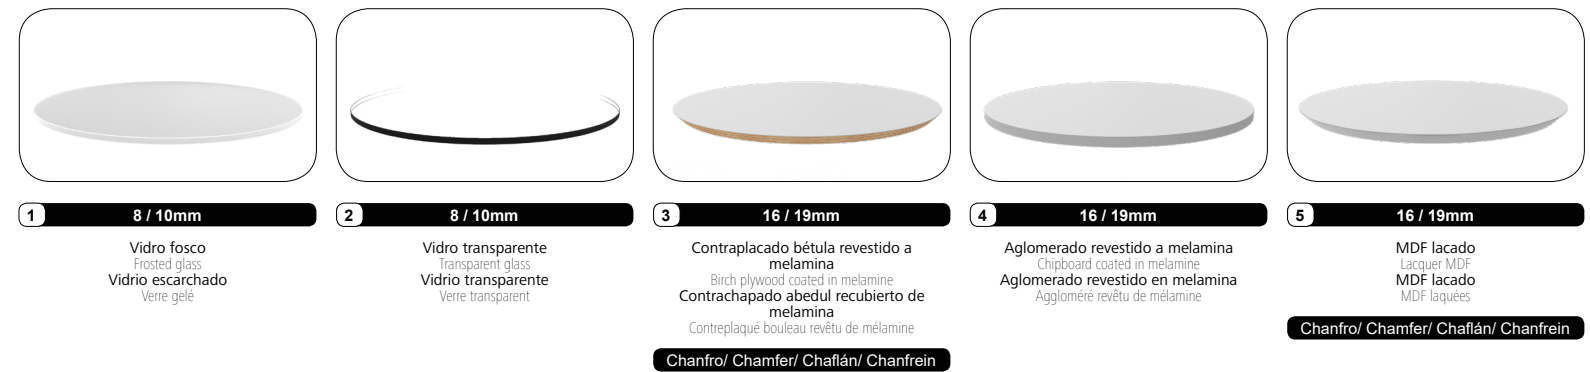 1 8 / 10mm
Vidro fosco
Frosted glass
Vidrio escarchado
Verre gelé
2 8 / 10mm
Vidro transparente
Transparent glass
Vidrio transparente
Verre transparent
3 16 / 19mm
Contraplacado bétula revestido a
melamina
Birch plywood coated in melamine
Contrachapado abedul recubierto de
melamina
Contreplaqué bouleau revêtu de mélamine
Chanfro/ Chamfer/ Chaflán/ Chanfrein
4 16 / 19mm
Aglomerado revestido a melamina
Chipboard coated in melamine
Aglomerado revestido en melamina
Aggloméré revêtu de mélamine
5 16 / 19mm
MDF lacado
Lacquer MDF
MDF lacado
MDF laquées
Chanfro/ Chamfer/ Chaflán/ Chanfrein